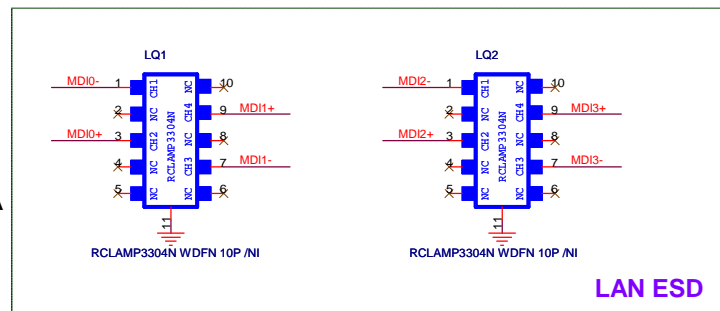 LQ1
MDI0- 1 CH1 NC 10
2 NC CH4 9 MDI1+
MDI0+ 3 CH2 NC 8
4 NC CH3 7 MDI1-
5 NC NC 6
RCLAMP3304N
11
RCLAMP3304N WDFN 10P /NI
LQ2
MDI2- 1 CH1 NC 10
2 NC CH4 9 MDI3+
MDI2+ 3 CH2 NC 8
4 NC CH3 7 MDI3-
5 NC NC 6
RCLAMP3304N
11
RCLAMP3304N WDFN 10P /NI
LAN ESD